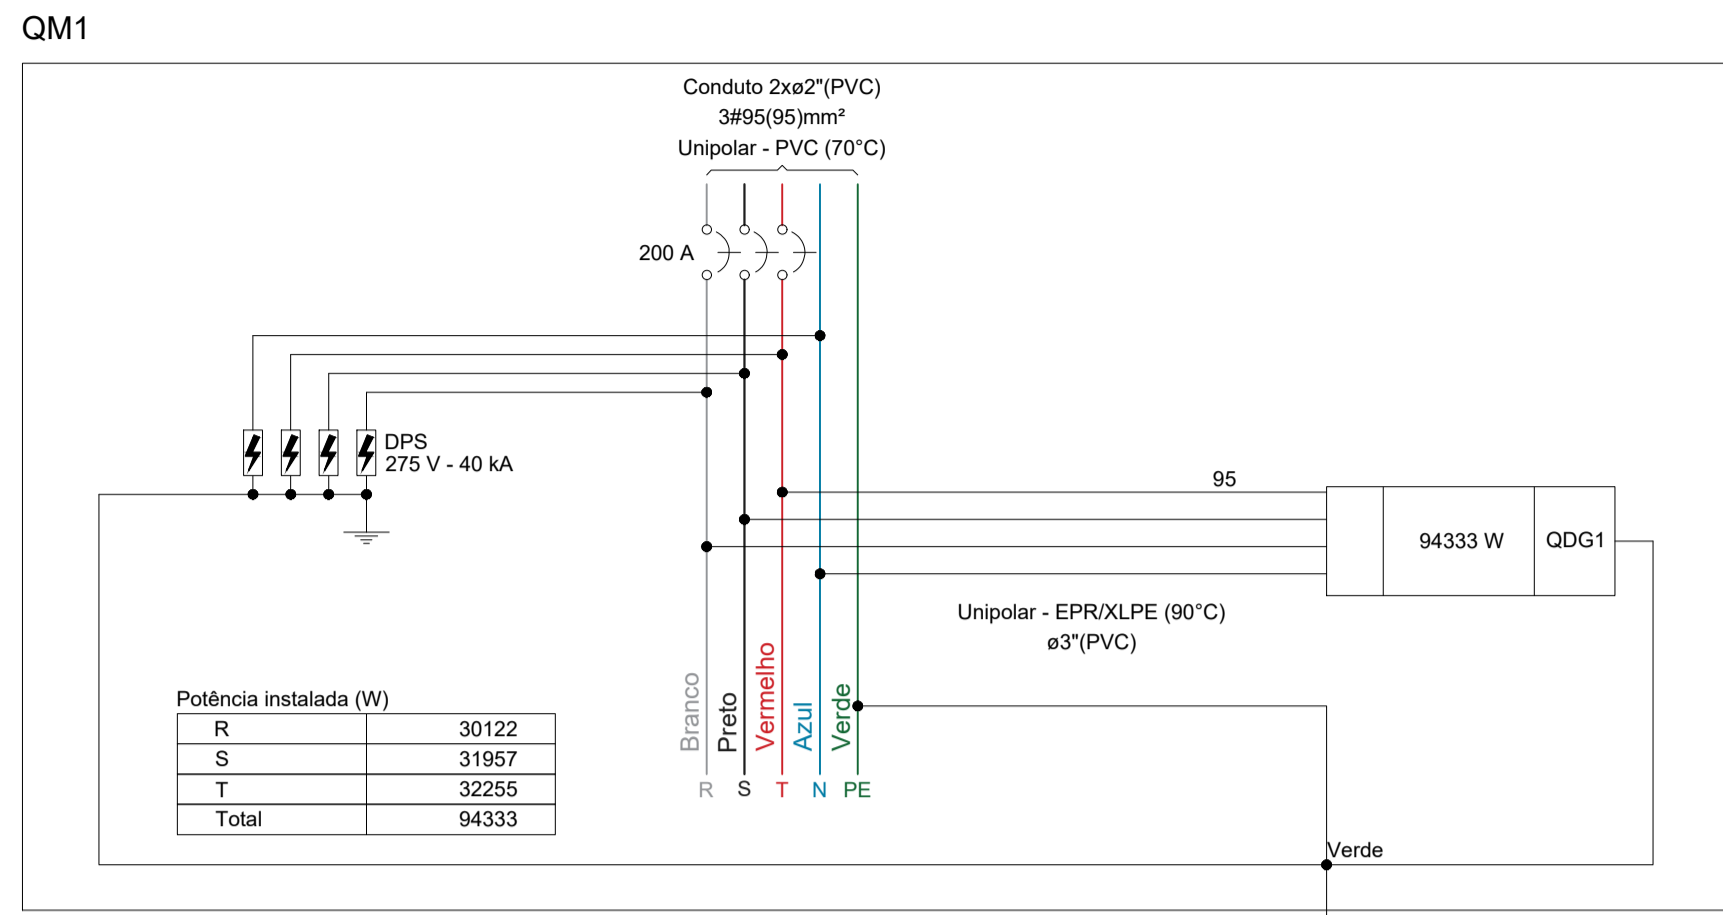 QM1
Conduto 2xø2"(PVC)
3#95(95)mm²
Unipolar - PVC (70°C)
200 A
DPS
275 V - 40 kA
95
94333 W
QDG1
Unipolar - EPR/XLPE (90°C)
ø3"(PVC)
Branco
Preto
Vermelho
Azul
Verde
R S T N PE
Potência instalada (W)
R 30122
S 31957
T 32255
Total 94333
Verde